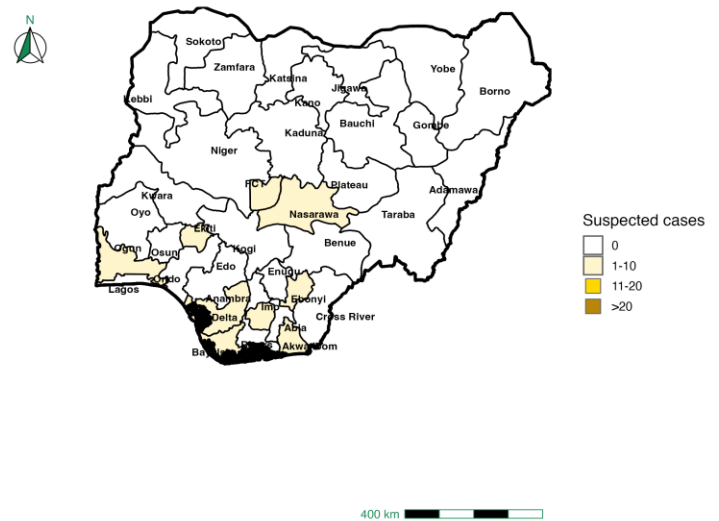 N
Sokoto
Zamfara
Katsina
Jigawa
Yobe
Borno
Kebbi
Kano
Kaduna
Bauchi
Gombe
Niger
FCT
Plateau
Adamawa
Kwara
Nasarawa
Taraba
Oyo
Ekiti
Ogun
Osun
Kogi
Benue
Edo
Enugu
Ondo
Lagos
Anambra
Imo
Ebonyi
Delta
Abia
Cross River
Akwa Ibom
Suspected cases
0
1-10
11-20
>20
400 km